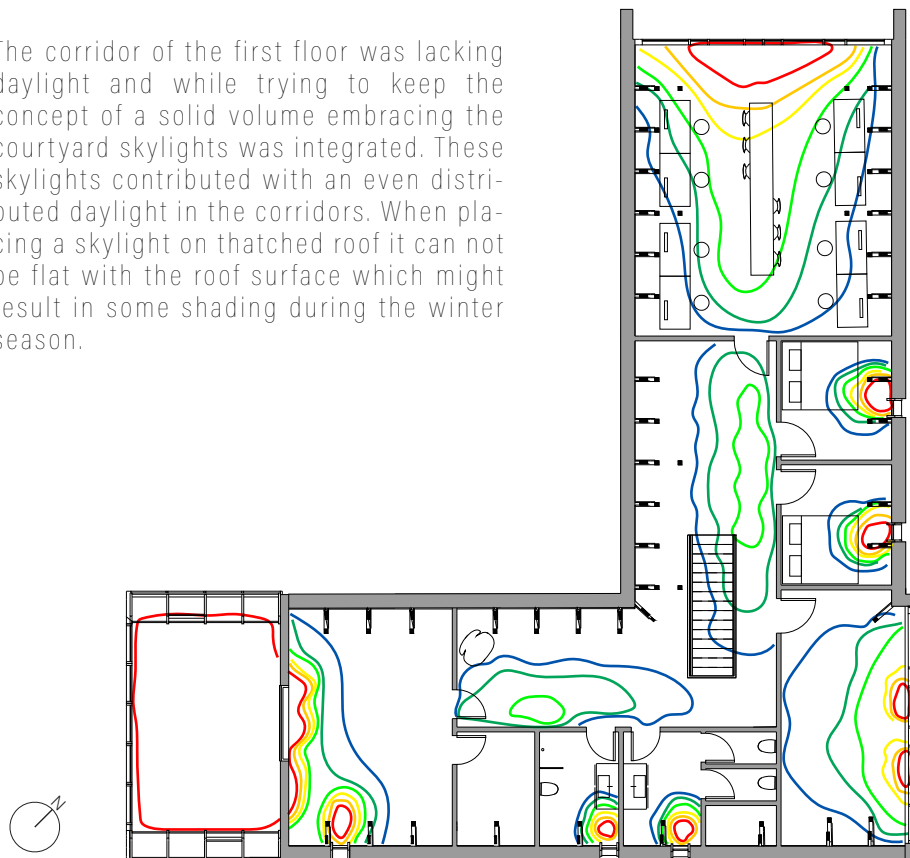 The corridor of the first floor was lacking
daylight and while trying to keep the
concept of a solid volume embracing the
courtyard skylights was integrated. These
skylights contributed with an even distri-
buted daylight in the corridors. When pla-
cing a skylight on thatched roof it can not
be flat with the roof surface which might
result in some shading during the winter
season.
N